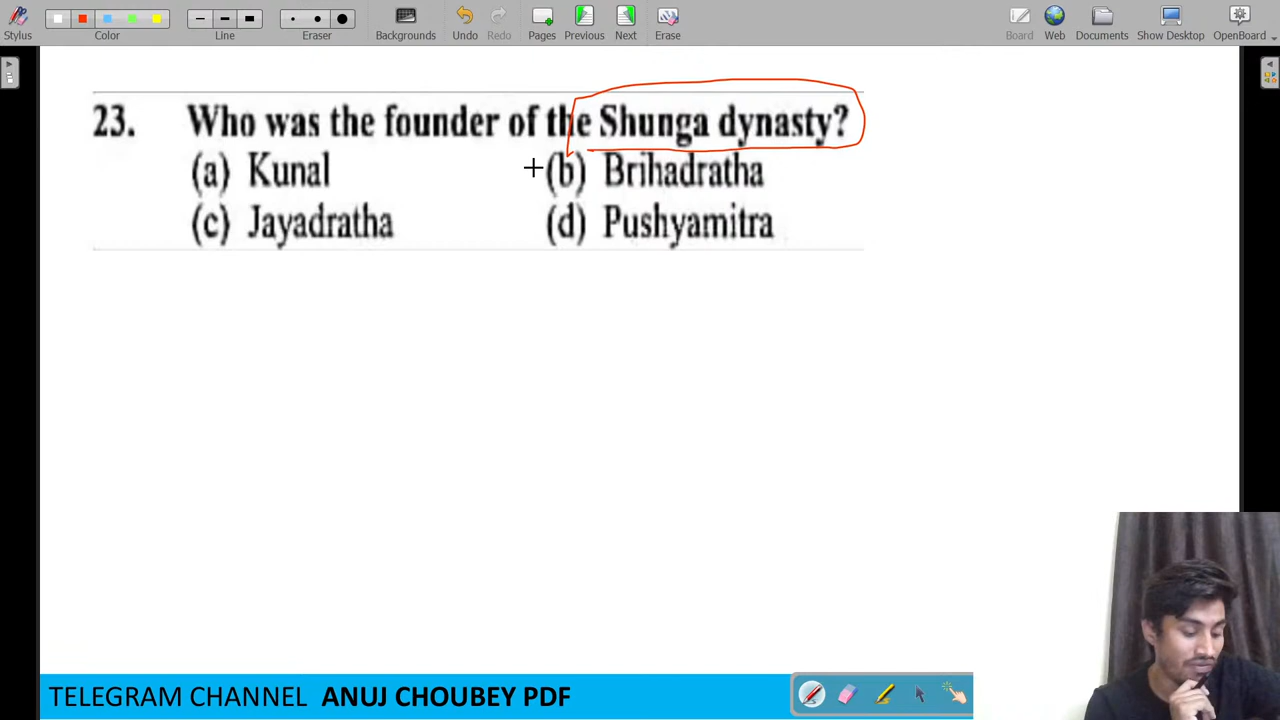 Stylus
Color
Line
Eraser
Backgrounds
Undo
Redo
Pages
Previous
Next
Erase
Board
Web
Documents
Show Desktop
OpenBoard
23. Who was the founder of the Shunga dynasty?
(a) Kunal (b) Brihadratha
(c) Jayadratha (d) Pushyamitra
TELEGRAM CHANNEL ANUJ CHOUBEY PDF